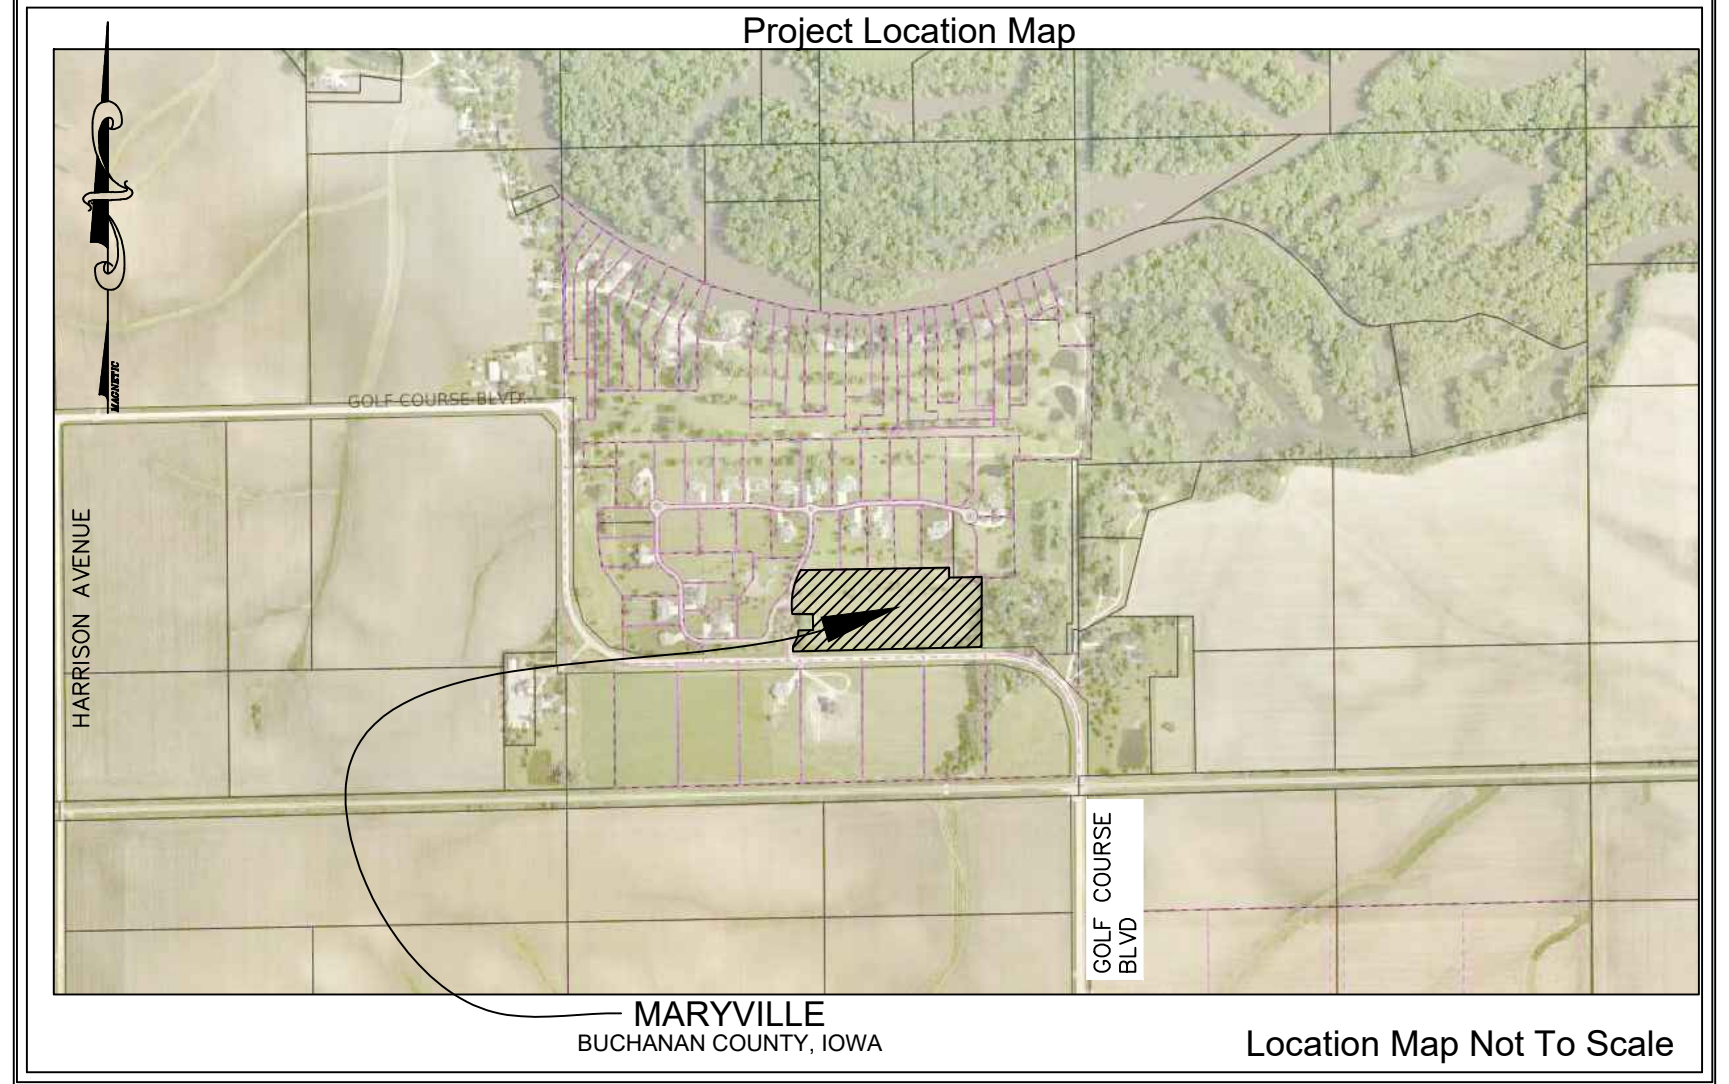 Project Location Map
MAGNETIC
GOLF COURSE BLVD.
HARRISON AVENUE
GOLF COURSE
BLVD
MARYVILLE
BUCHANAN COUNTY, IOWA
Location Map Not To Scale